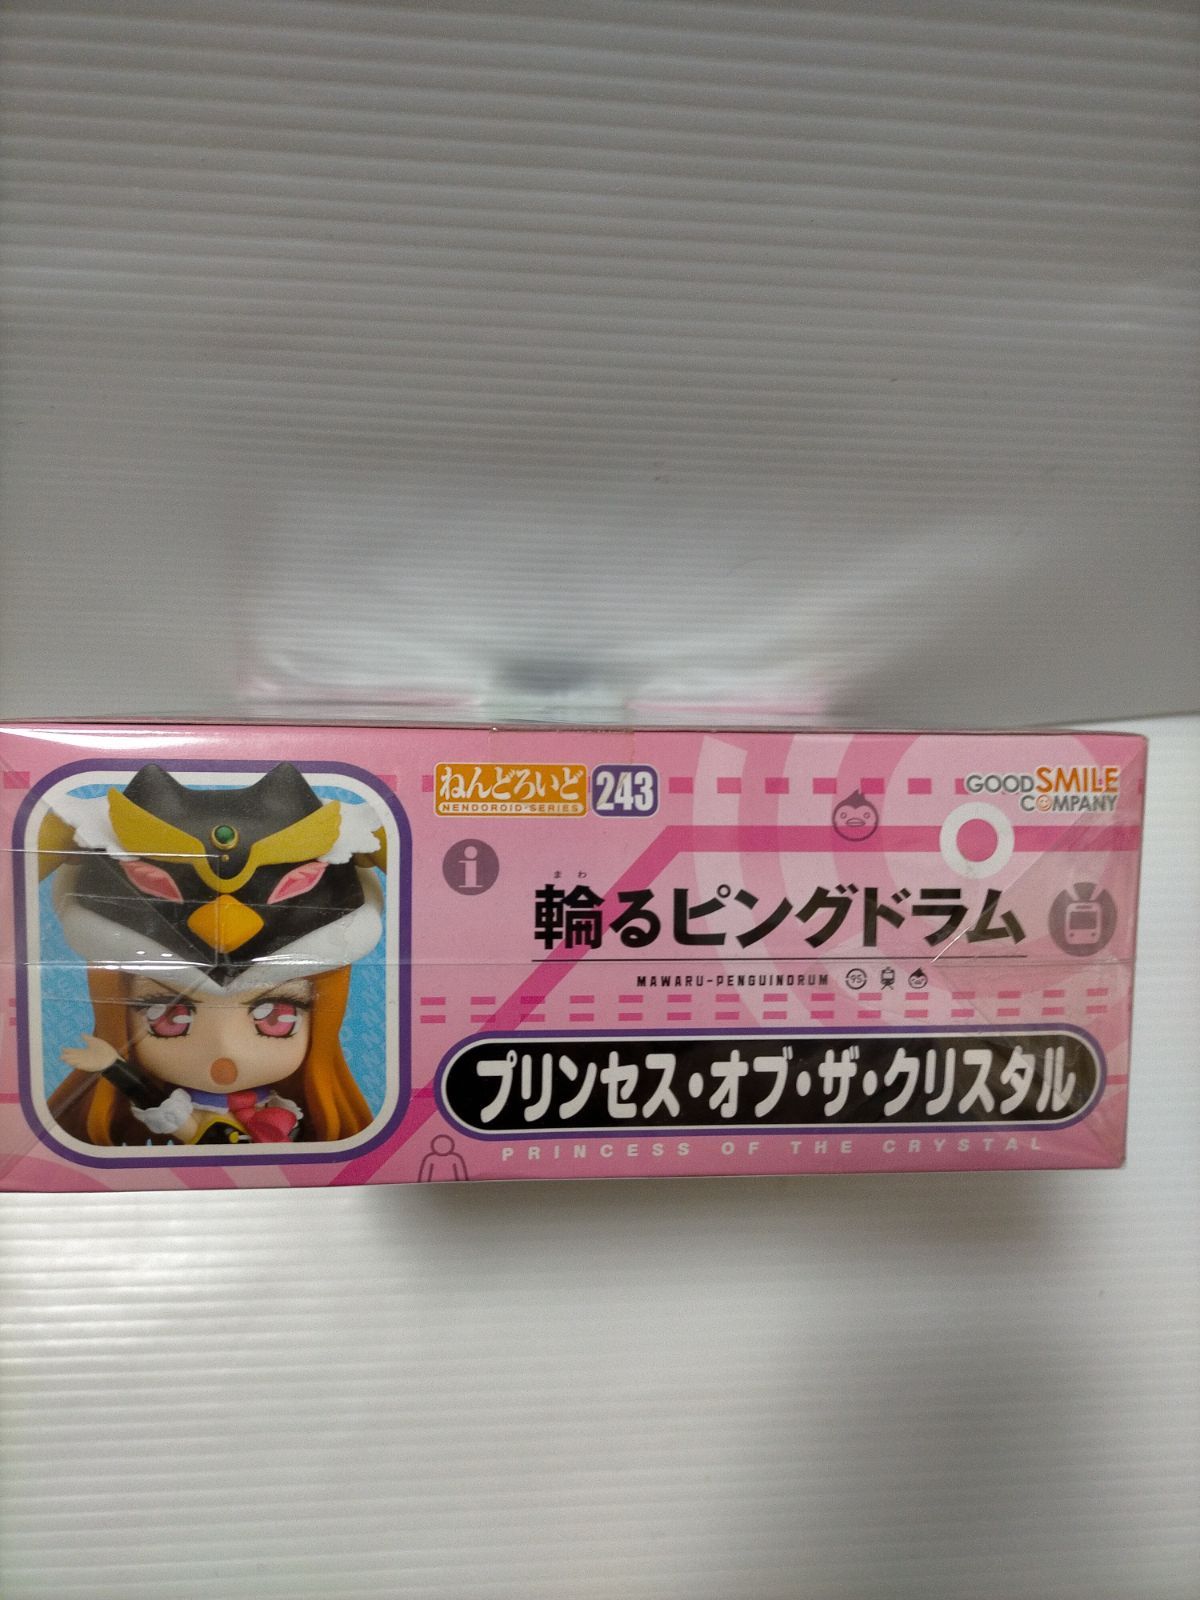 ねんどろいど
NENDOROID-SERIES
243
GOOD SMILE
COMPANY
まわ
輪るピングドラム
MAWARU-PENGUINDRUM
95
プリンセス・オブ・ザ・クリスタル
PRINCESS OF THE CRYSTAL